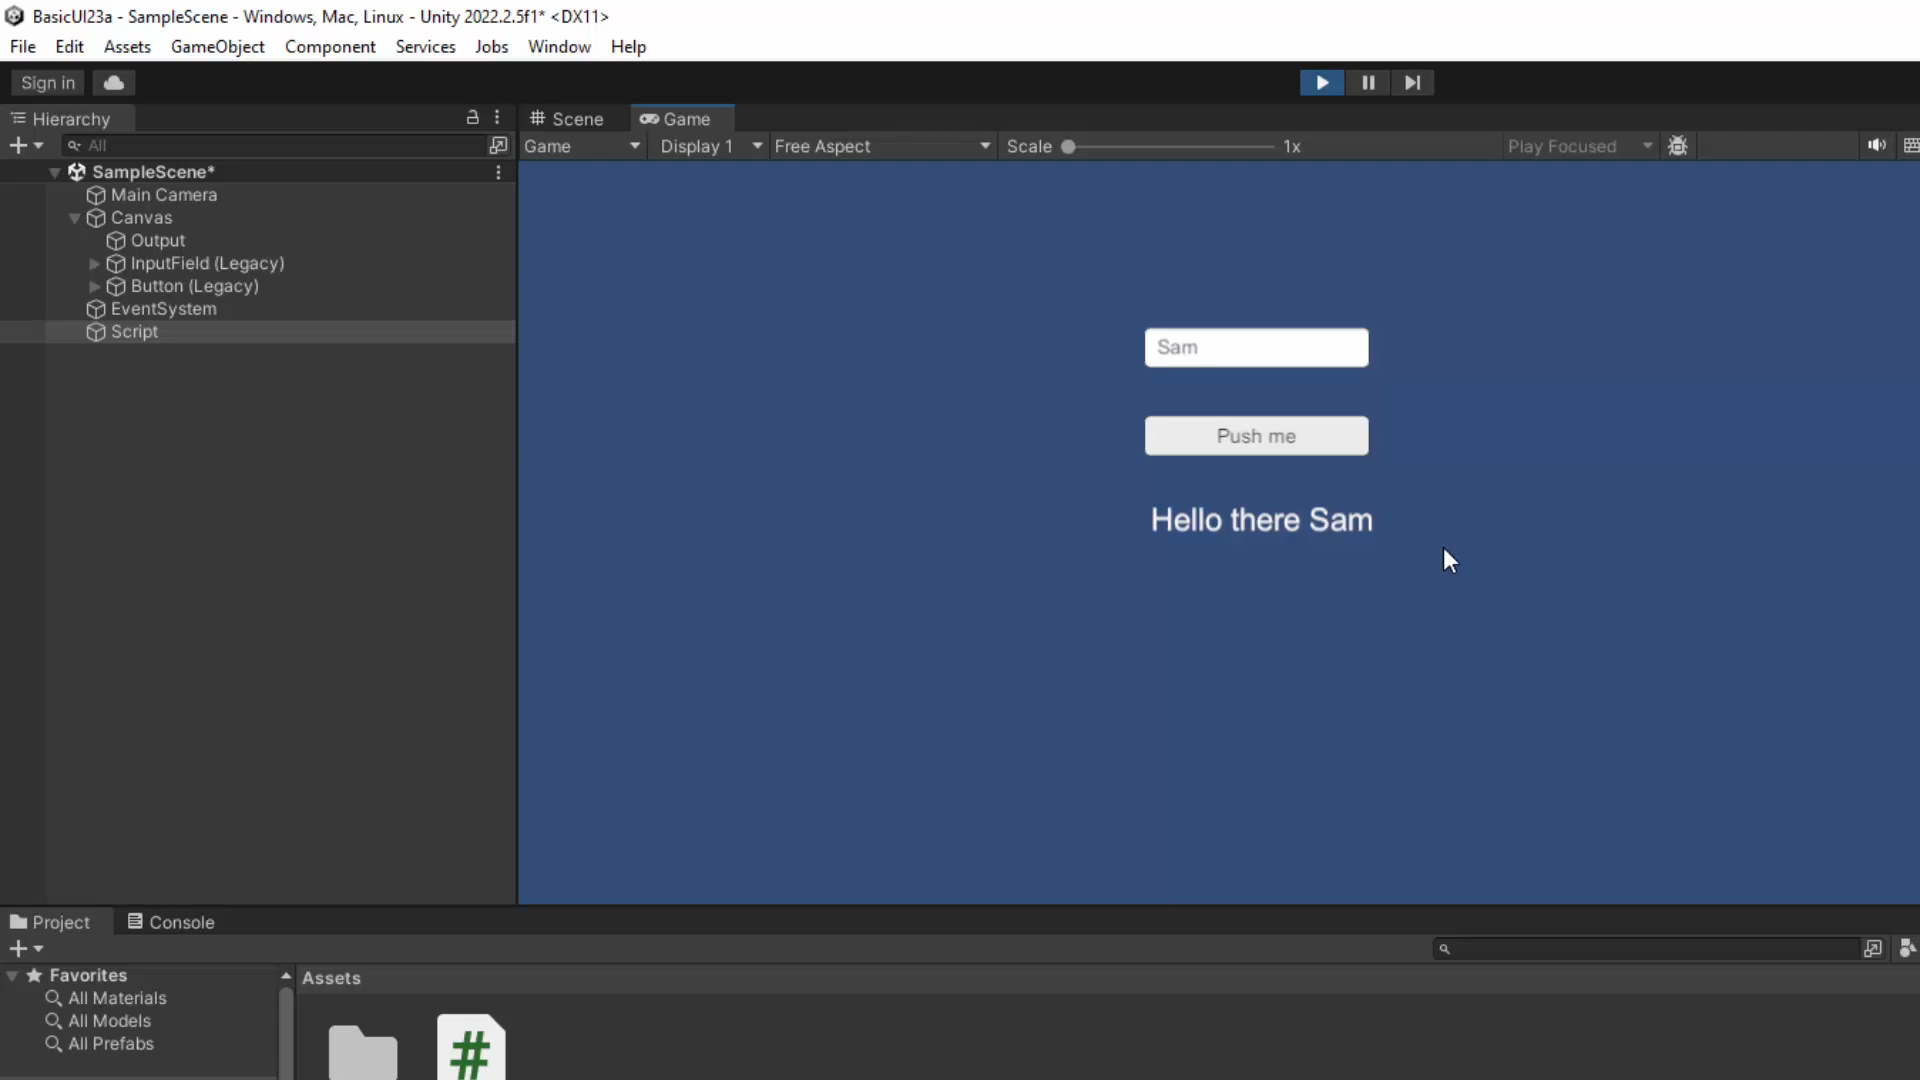 BasicUI23a - SampleScene - Windows, Mac, Linux - Unity 2022.2.5f1* <DX11>
File Edit Assets GameObject Component Services Jobs Window Help
Sign in
Hierarchy
All
Scene Game
Game Display 1 Free Aspect Scale 1x Play Focused
SampleScene*
Main Camera
Canvas
Output
InputField (Legacy)
Button (Legacy)
EventSystem
Script
Sam
Push me
Hello there Sam
Project Console
Favorites
All Materials
All Models
All Prefabs
Assets
#